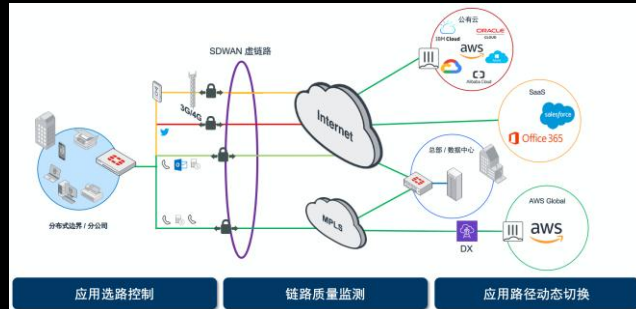 公有云
IBM Cloud
ORACLE
CLOUD
aws
Alibaba Cloud
SDWAN 虚链路
3G/4G
Internet
SaaS
salesforce
Office 365
总部 / 数据中心
分布式边界 / 分公司
MPLS
DX
AWS Global
aws
应用选路控制
链路质量监测
应用路径动态切换